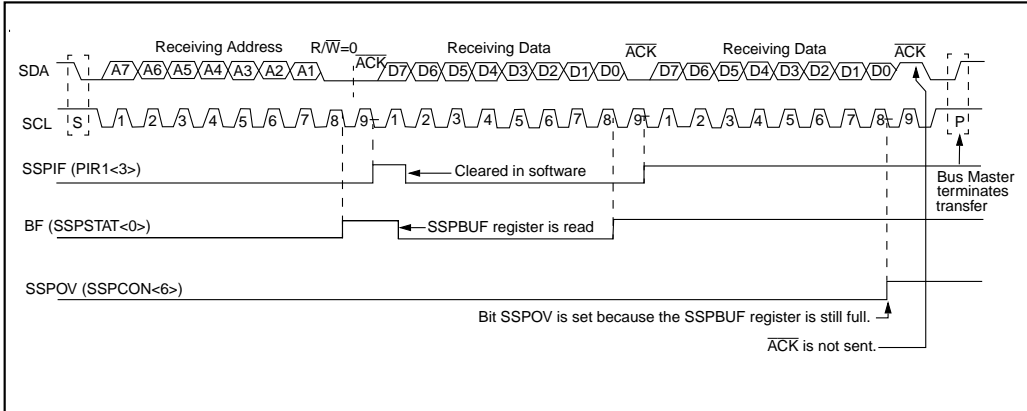 Receiving Address R/W̅=0 A̅C̅K̅ Receiving Data A̅C̅K̅ Receiving Data A̅C̅K̅
SDA A7 A6 A5 A4 A3 A2 A1 D7 D6 D5 D4 D3 D2 D1 D0 D7 D6 D5 D4 D3 D2 D1 D0
SCL S 1 2 3 4 5 6 7 8 9 1 2 3 4 5 6 7 8 9 1 2 3 4 5 6 7 8 9 P
SSPIF (PIR1<3>) Cleared in software
Bus Master
terminates
transfer
BF (SSPSTAT<0>) SSPBUF register is read
SSPOV (SSPCON<6>)
Bit SSPOV is set because the SSPBUF register is still full.
A̅C̅K̅ is not sent.